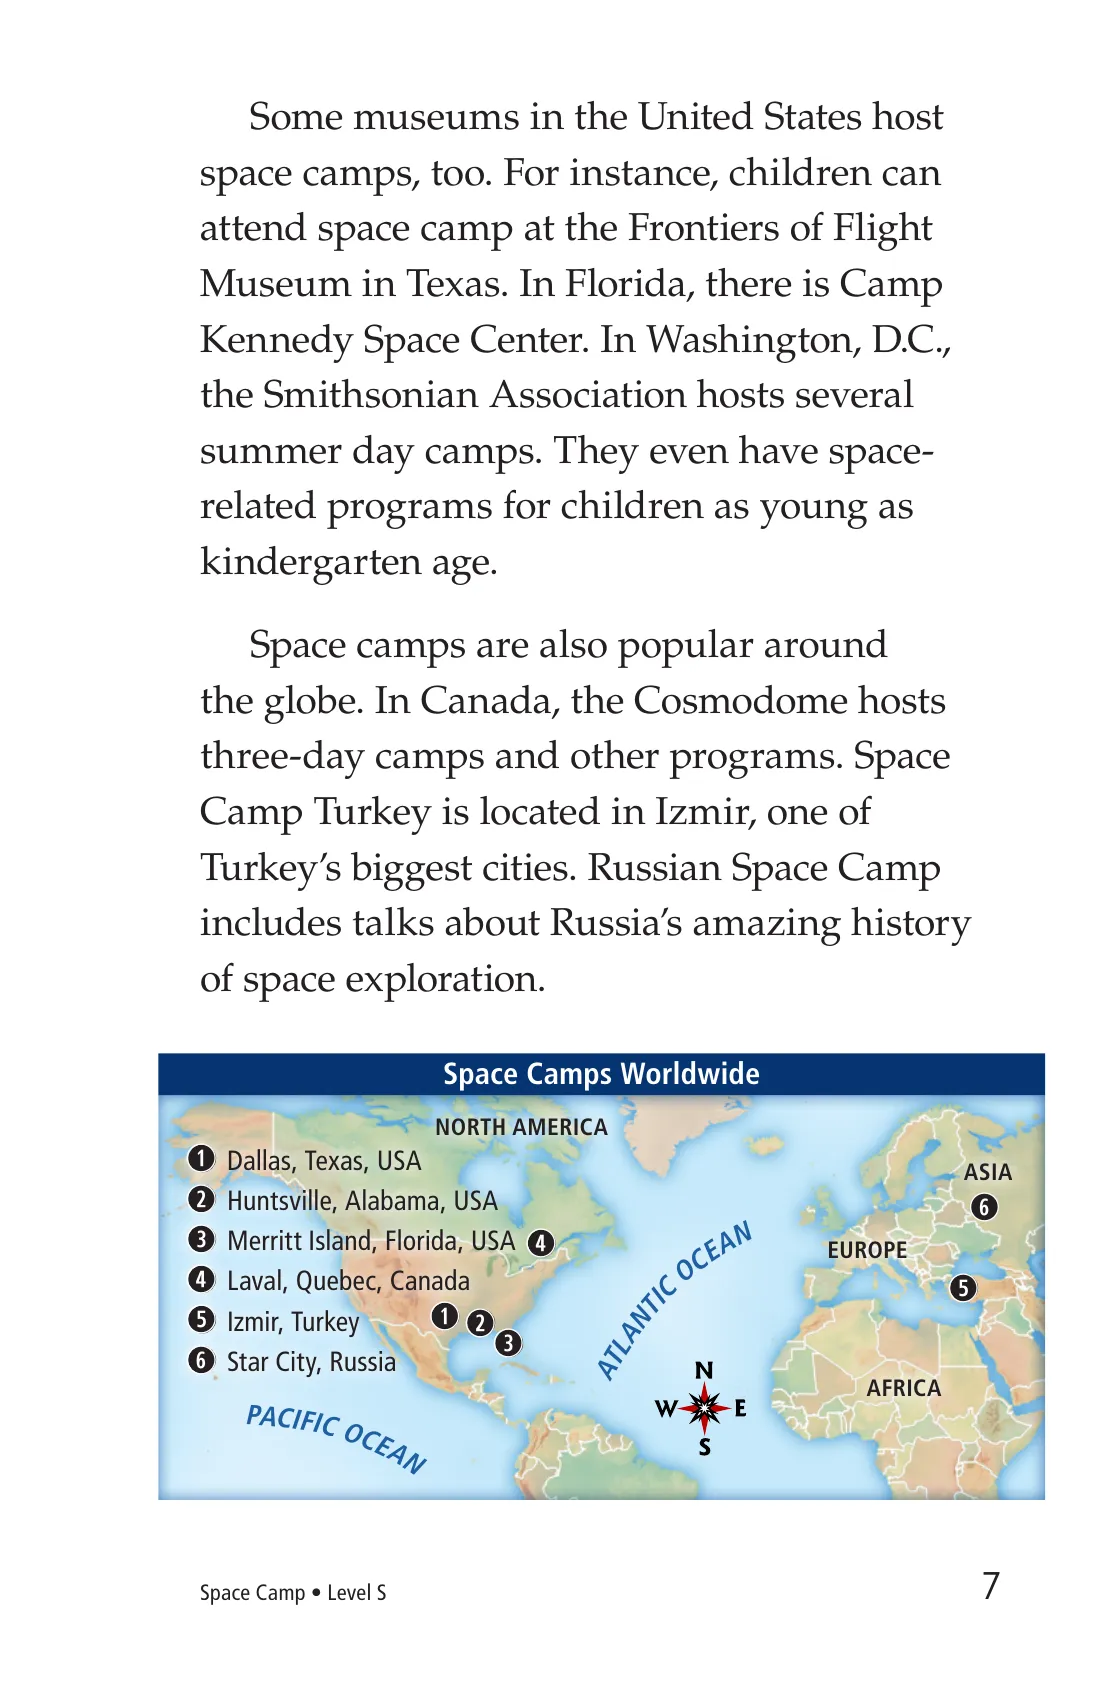 Some museums in the United States host
space camps, too. For instance, children can
attend space camp at the Frontiers of Flight
Museum in Texas. In Florida, there is Camp
Kennedy Space Center. In Washington, D.C.,
the Smithsonian Association hosts several
summer day camps. They even have space-
related programs for children as young as
kindergarten age.
Space camps are also popular around
the globe. In Canada, the Cosmodome hosts
three-day camps and other programs. Space
Camp Turkey is located in Izmir, one of
Turkey’s biggest cities. Russian Space Camp
includes talks about Russia’s amazing history
of space exploration.
Space Camps Worldwide
NORTH AMERICA
1 Dallas, Texas, USA
2 Huntsville, Alabama, USA
3 Merritt Island, Florida, USA
4 Laval, Quebec, Canada
5 Izmir, Turkey
6 Star City, Russia
4
1
2
3
PACIFIC OCEAN
ATLANTIC OCEAN
N
W E
S
ASIA
6
EUROPE
5
AFRICA
Space Camp • Level S
7